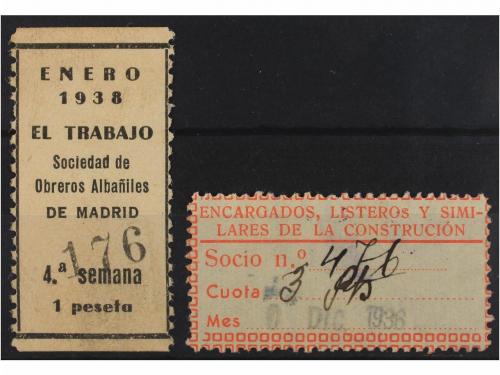 ENERO
1938
EL TRABAJO
Sociedad de
Obreros Albañiles
DE MADRID
176
4.ª semana
1 peseta
ENCARGADOS, LISTEROS Y SIMI-
LARES DE LA CONSTRUCIÓN
Socio n.º 476
Cuota 3
Mes DIC. 1936